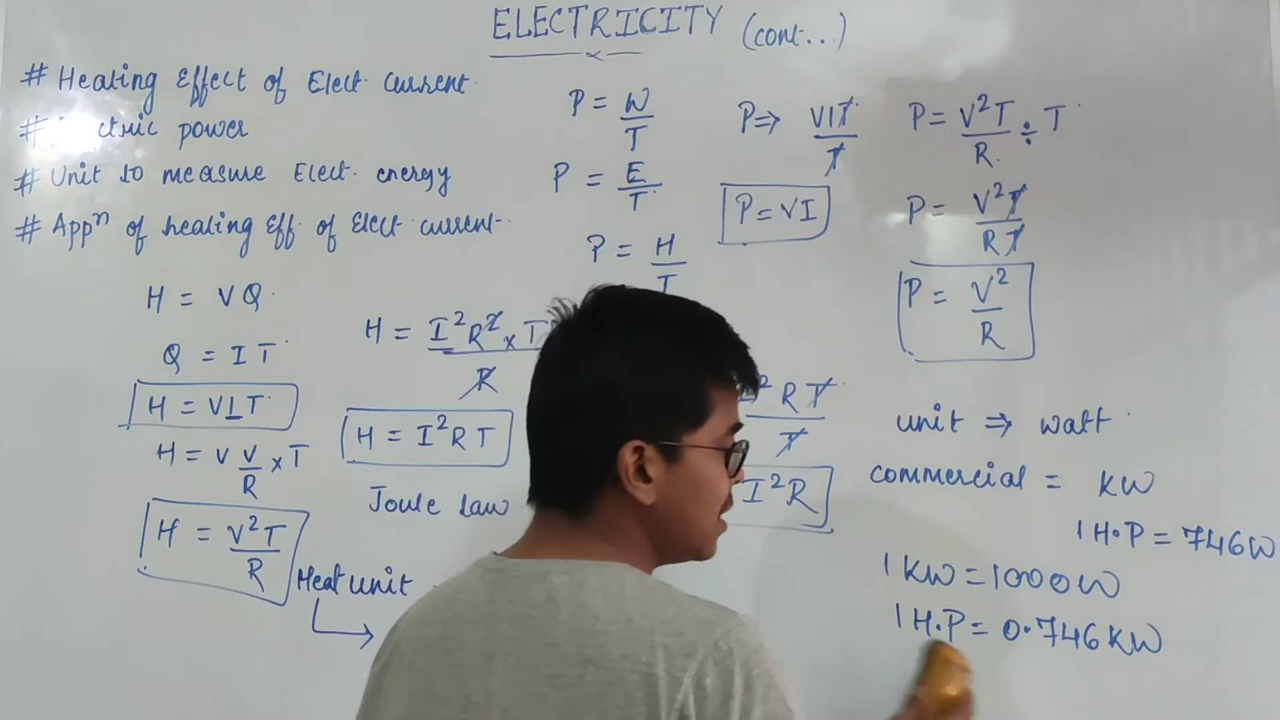 ELECTRICITY (cont...)
# Heating Effect of Elect. Current
# ctric power
# Unit to measure Elect. energy
# Appⁿ of heating Eff. of Elect. current
H = VQ
Q = IT
H = VIT
H = V V/R × T
H = V²T/R
H = I²R² × T / R
H = I²RT
Joule law
Heat unit
P = W/T
P = E/T
P = H/T
P ⇒ VIT/T
P = VI
I²RT/T
I²R
P = V²T/R ÷ T
P = V²T/RT
P = V²/R
unit ⇒ watt
commercial = KW
1 H.P = 746W
1 KW = 1000W
1 H.P = 0.746 KW